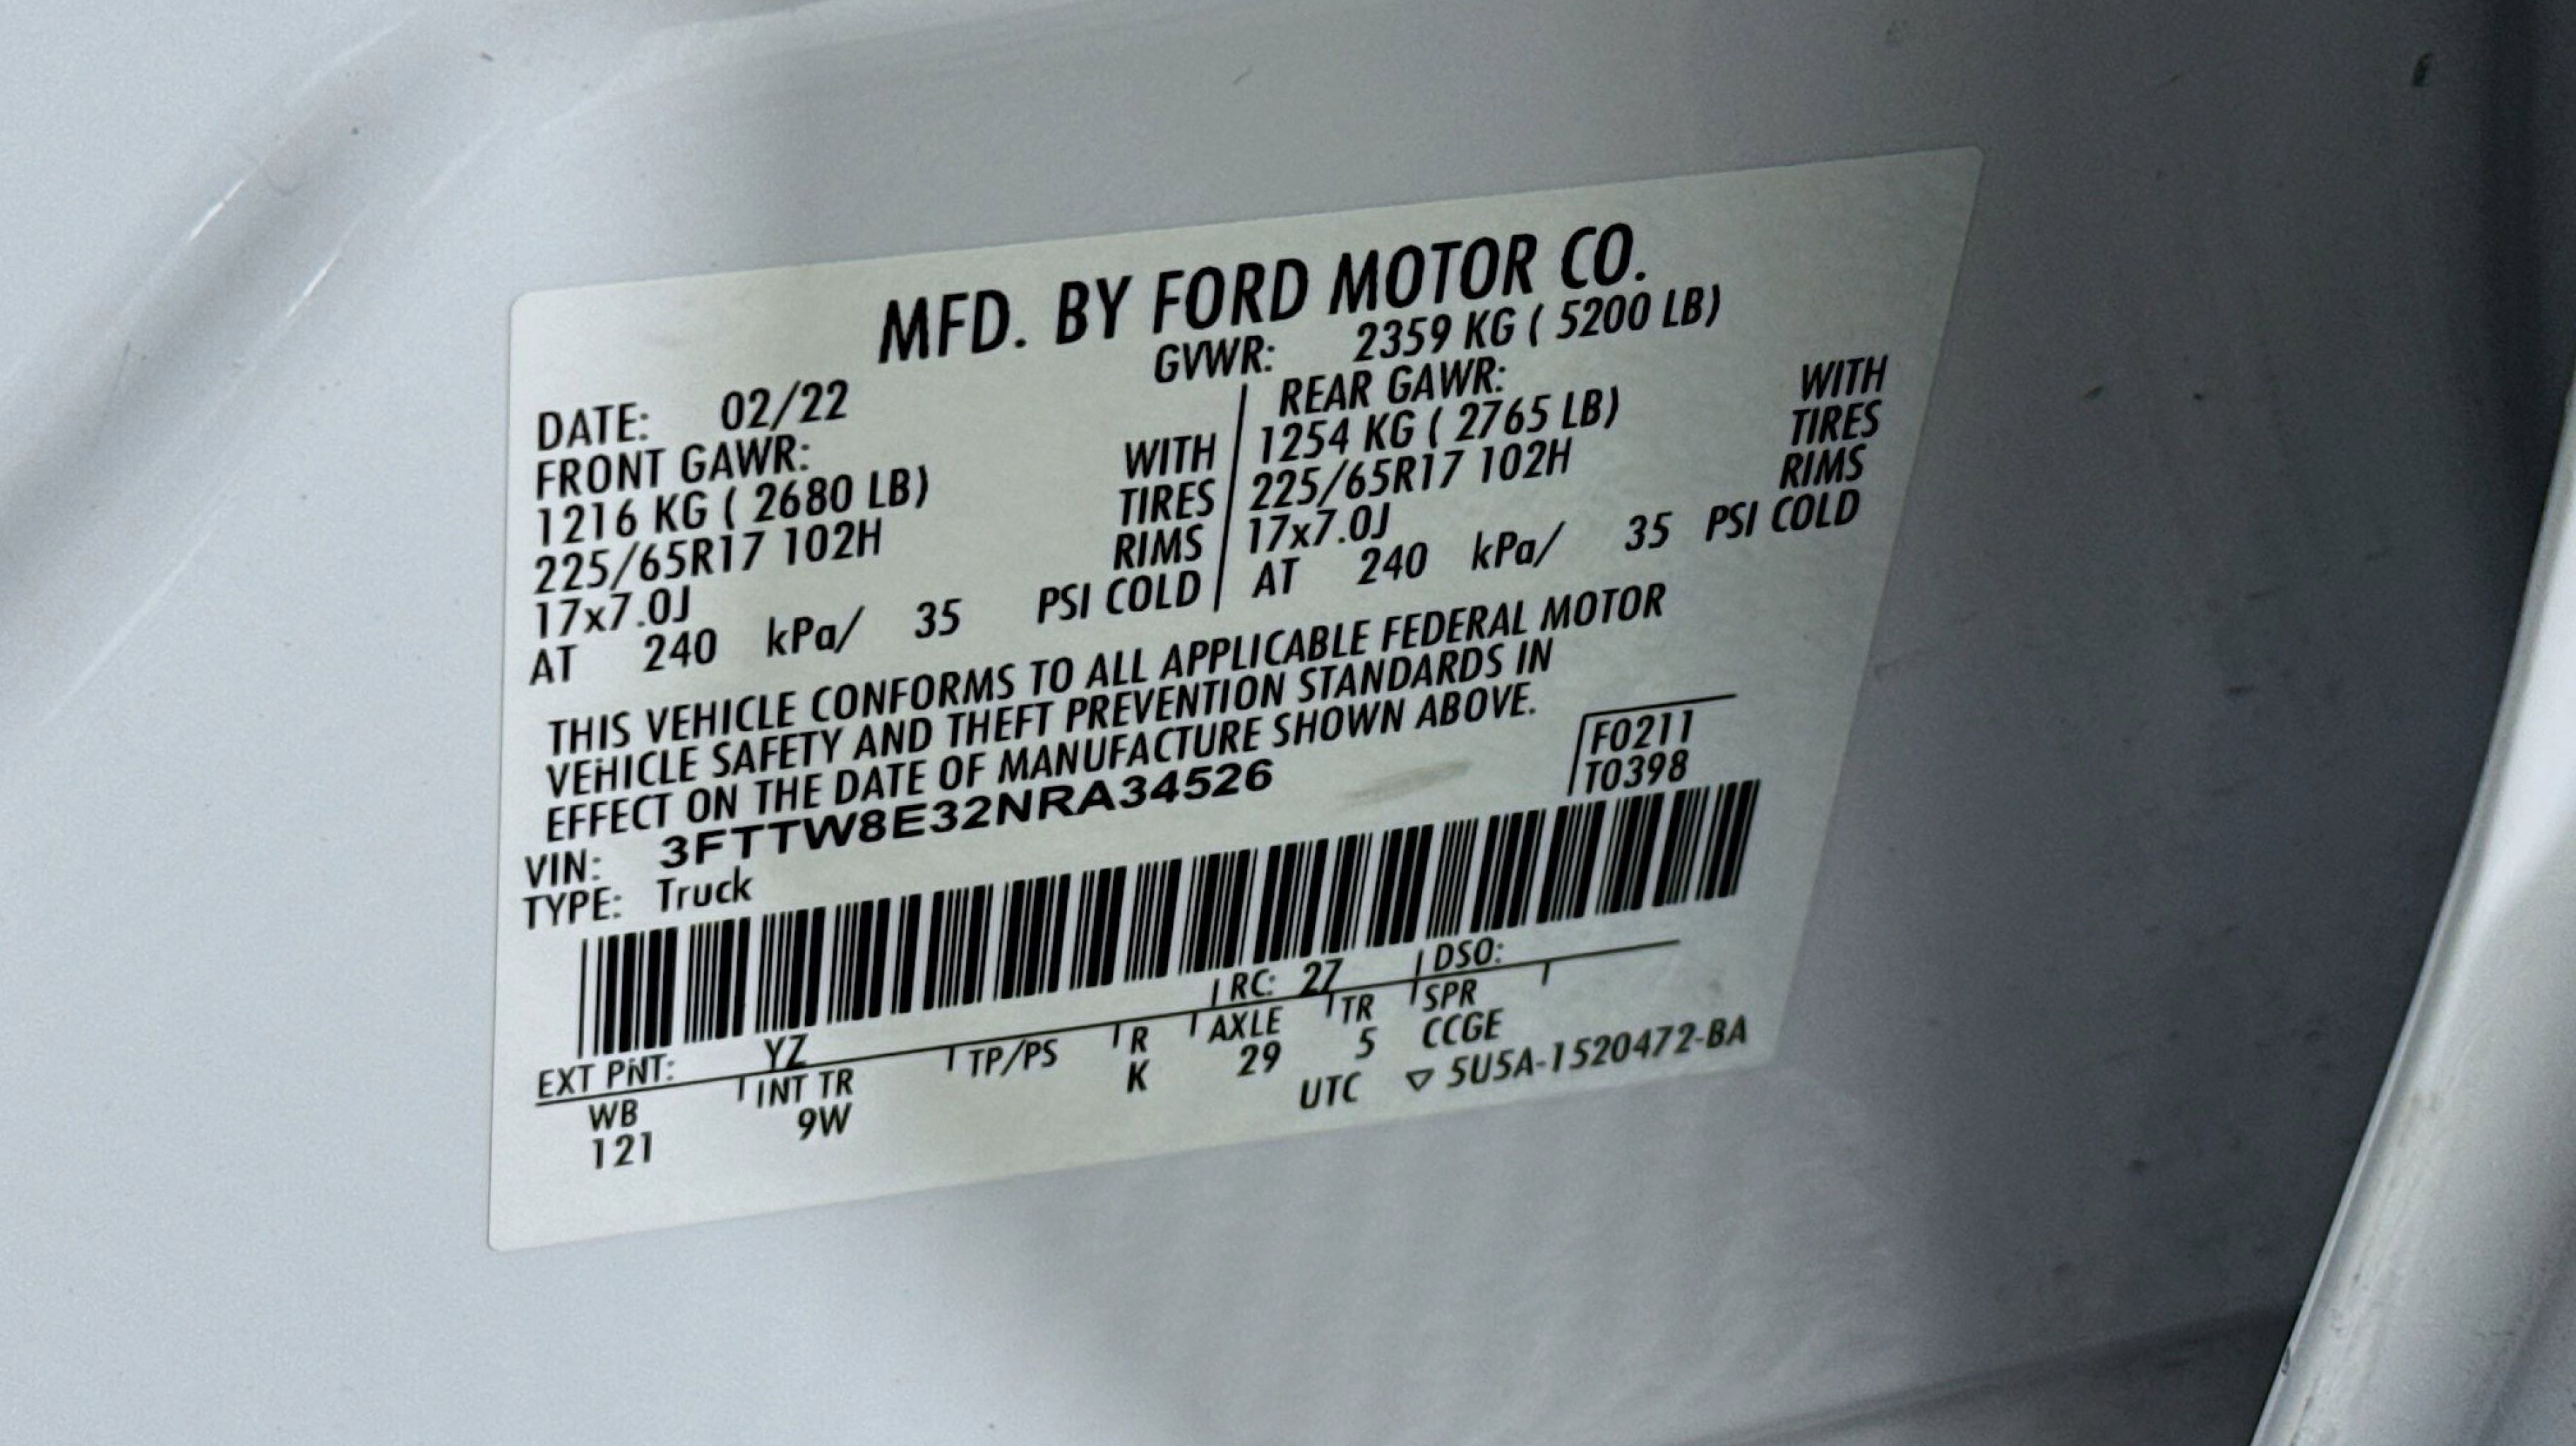 MFD. BY FORD MOTOR CO.
DATE: 02/22 GVWR: 2359 KG ( 5200 LB)
FRONT GAWR: REAR GAWR:
1216 KG ( 2680 LB) WITH 1254 KG ( 2765 LB) WITH
225/65R17 102H TIRES 225/65R17 102H TIRES
17x7.0J RIMS 17x7.0J RIMS
AT 240 kPa/ 35 PSI COLD AT 240 kPa/ 35 PSI COLD
THIS VEHICLE CONFORMS TO ALL APPLICABLE FEDERAL MOTOR
VEHICLE SAFETY AND THEFT PREVENTION STANDARDS IN
EFFECT ON THE DATE OF MANUFACTURE SHOWN ABOVE.
VIN: 3FTTW8E32NRA34526
TYPE: Truck
F0211
T0398
EXT PNT: YZ RC: 27 DSO:
WB INT TR TP/PS R AXLE TR SPR
121 9W K 29 5 CCGE
UTC ▽ 5U5A-1520472-BA